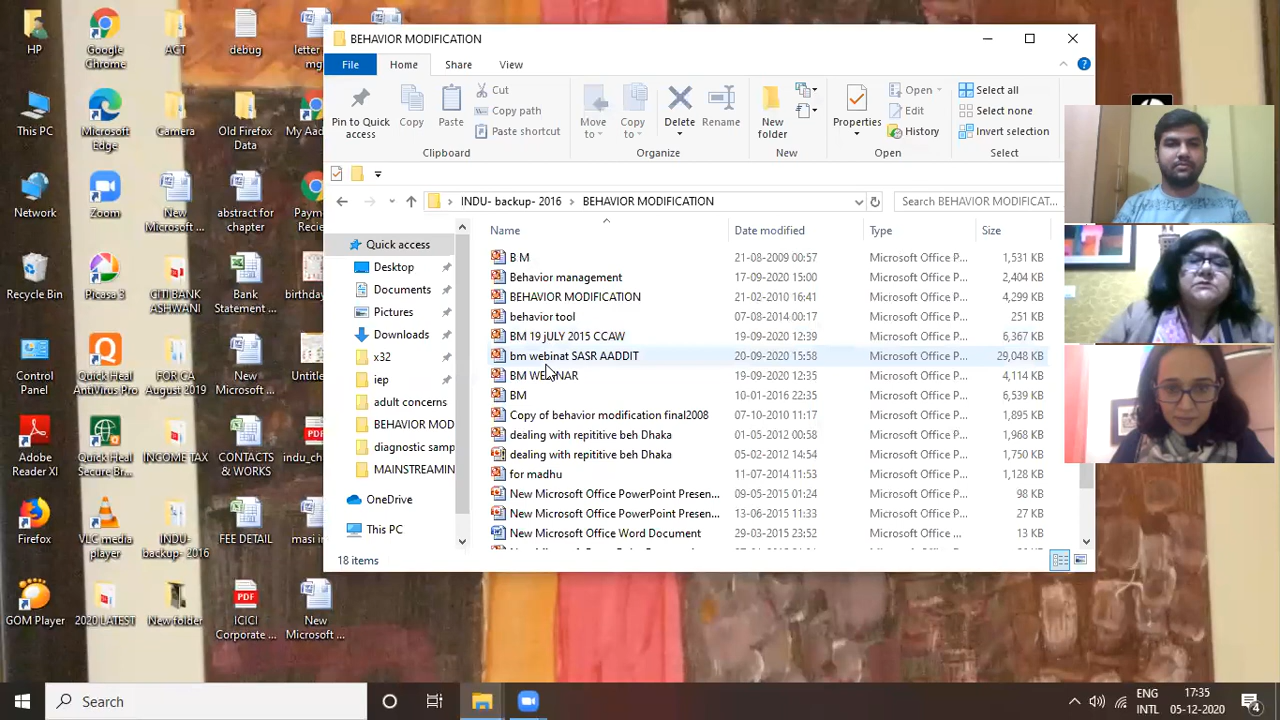 HP
Google Chrome
ACT
debug
letter
mg
This PC
Microsoft Edge
Camera
Old Firefox Data
My Aad
Network
Zoom
New Microsoft ...
abstract for chapter
Paymo
Recie
Recycle Bin
Picasa 3
CITI BANK ASHWANI
Bank Statement ...
birthday
Control Panel
Quick Heal AntiVirus Pro
FOR CA August 2019
New Microsoft ...
Untitle
Adobe Reader XI
Quick Heal Secure Br...
INCOME TAX
CONTACTS & WORKS
indu_ch
Firefox
VLC media player
INDU- backup- 2016
FEE DETAIL
masi in
GOM Player
2020 LATEST
New folder
ICICI Corporate ...
New Microsoft ...
BEHAVIOR MODIFICATION
File Home Share View
Pin to Quick access
Copy
Paste
Cut
Copy path
Paste shortcut
Clipboard
Move to
Copy to
Delete
Rename
Organize
New folder
New
Properties
Open
Edit
History
Open
Select all
Select none
Invert selection
Select
INDU- backup- 2016 BEHAVIOR MODIFICATION
Search BEHAVIOR MODIFICAT...
Quick access
Desktop
Documents
Pictures
Downloads
x32
iep
adult concerns
BEHAVIOR MOD
diagnostic samp
MAINSTREAMIN
OneDrive
This PC
Name Date modified Type Size
B M 21-08-2009 00:57 Microsoft Office P... 1,531 KB
Behavior management 17-09-2020 15:00 Microsoft Office P... 2,404 KB
BEHAVIOR MODIFICATION 21-02-2010 16:41 Microsoft Office P... 4,299 KB
behavior tool 07-08-2014 00:17 Microsoft Office P... 251 KB
BM 19 jULY 2015 CCAW 19-09-2020 12:39 Microsoft Office P... 6,367 KB
bm webinat SASR AADDIT 20-09-2020 15:58 Microsoft Office P... 29,048 KB
BM WEBINAR 19-09-2020 12:35 Microsoft Office P... 4,114 KB
BM 10-01-2016 22:35 Microsoft Office P... 6,539 KB
Copy of behavior modification final2008 07-10-2010 11:17 Microsoft Office P... 1,895 KB
dealing with repititive beh Dhaka 01-05-2012 00:58 Microsoft Office P... 1,968 KB
dealing with repititive beh Dhaka 05-02-2012 14:54 Microsoft Office P... 1,750 KB
for madhu 11-07-2014 11:53 Microsoft Office P... 1,128 KB
New Microsoft Office PowerPoint Presen... 09-05-2015 01:24 Microsoft Office P... 98 KB
New Microsoft Office PowerPoint Presen... 13-06-2015 11:33 Microsoft Office P... 27 KB
New Microsoft Office Word Document 29-03-2015 23:52 Microsoft Office ... 13 KB
18 items
Search
ENG
INTL
17:35
05-12-2020
4